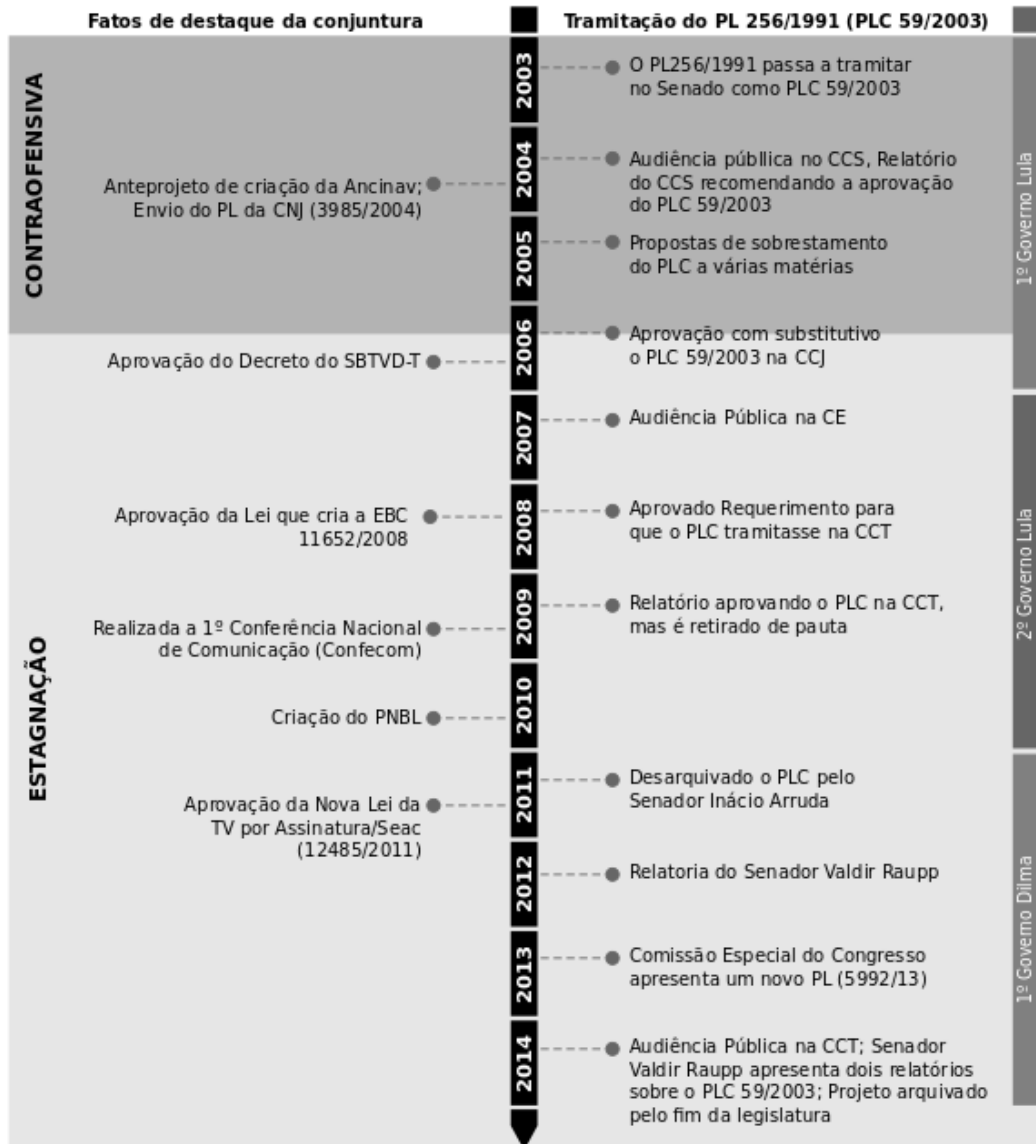 Fatos de destaque da conjuntura
Tramitação do PL 256/1991 (PLC 59/2003)
CONTRAOFENSIVA
2003
O PL256/1991 passa a tramitar
no Senado como PLC 59/2003
1º Governo Lula
2004
Anteprojeto de criação da Ancinav;
Envio do PL da CNJ (3985/2004)
Audiência públlica no CCS, Relatório
do CCS recomendando a aprovação
do PLC 59/2003
2005
Propostas de sobrestamento
do PLC a várias matérias
2006
Aprovação com substitutivo
o PLC 59/2003 na CCJ
ESTAGNAÇÃO
Aprovação do Decreto do SBTVD-T
2007
Audiência Pública na CE
2º Governo Lula
2008
Aprovação da Lei que cria a EBC
11652/2008
Aprovado Requerimento para
que o PLC tramitasse na CCT
2009
Realizada a 1º Conferência Nacional
de Comunicação (Confecom)
Relatório aprovando o PLC na CCT,
mas é retirado de pauta
2010
Criação do PNBL
2011
Aprovação da Nova Lei da
TV por Assinatura/Seac
(12485/2011)
Desarquivado o PLC pelo
Senador Inácio Arruda
1º Governo Dilma
2012
Relatoria do Senador Valdir Raupp
2013
Comissão Especial do Congresso
apresenta um novo PL (5992/13)
2014
Audiência Pública na CCT; Senador
Valdir Raupp apresenta dois relatórios
sobre o PLC 59/2003; Projeto arquivado
pelo fim da legislatura